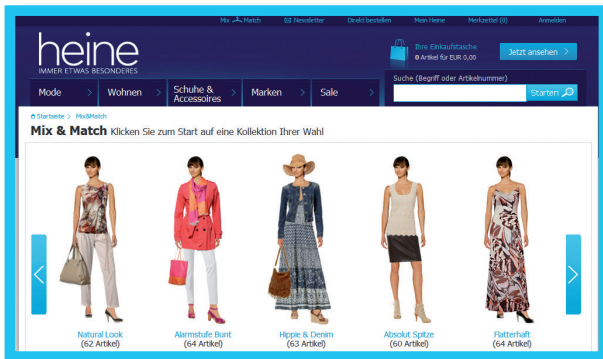 Mix Match Newsletter Direkt bestellen Mein Heine Merkzettel (0) Anmelden
heine
IMMER ETWAS BESONDERES
Ihre Einkaufstasche
0 Artikel für EUR 0,00
Jetzt ansehen >
Suche (Begriff oder Artikelnummer)
Starten
Mode > Wohnen > Schuhe & > Marken > Sale >
Accessoires
Startseite > Mix&Match
Mix & Match Klicken Sie zum Start auf eine Kollektion Ihrer Wahl
Natural Look Alarmstufe Bunt Hippie & Denim Absolut Spitze Flatterhaft
(62 Artikel) (64 Artikel) (63 Artikel) (60 Artikel) (64 Artikel)